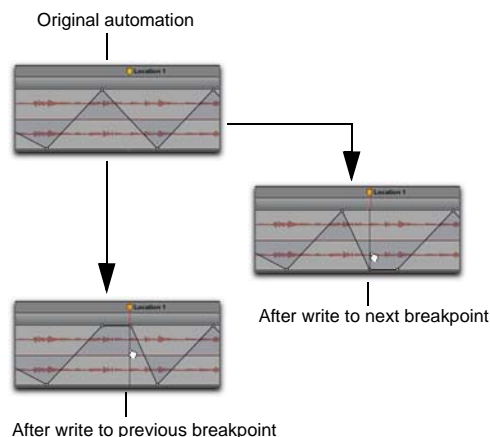 Original automation
Location 1
Location 1
After write to next breakpoint
Location 1
After write to previous breakpoint